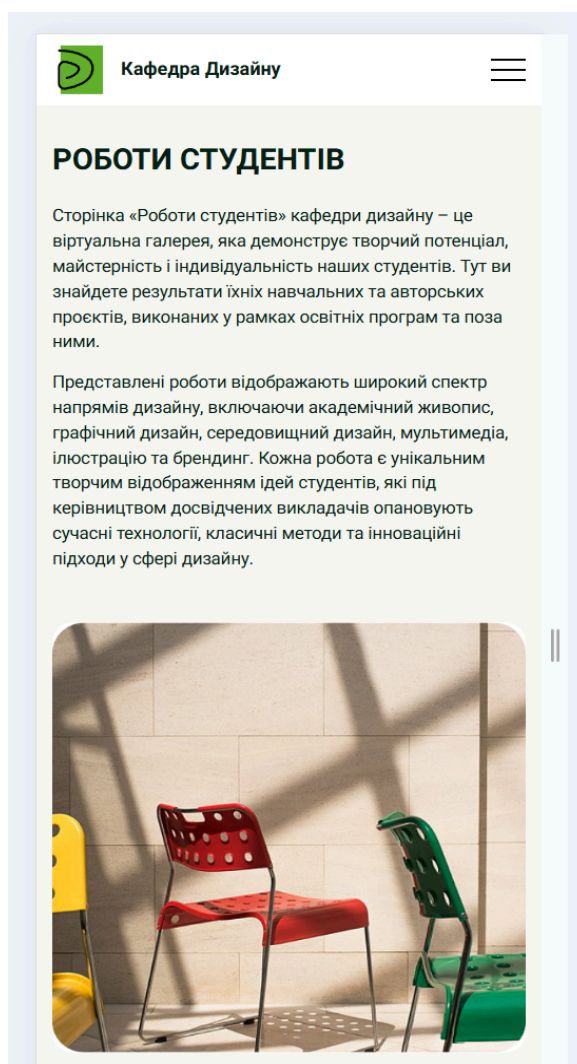 Кафедра Дизайну
РОБОТИ СТУДЕНТІВ
Сторінка «Роботи студентів» кафедри дизайну – це
віртуальна галерея, яка демонструє творчий потенціал,
майстерність і індивідуальність наших студентів. Тут ви
знайдете результати їхніх навчальних та авторських
проєктів, виконаних у рамках освітніх програм та поза
ними.
Представлені роботи відображають широкий спектр
напрямів дизайну, включаючи академічний живопис,
графічний дизайн, середовищний дизайн, мультимедіа,
ілюстрацію та брендинг. Кожна робота є унікальним
творчим відображенням ідей студентів, які під
керівництвом досвідчених викладачів опановують
сучасні технології, класичні методи та інноваційні
підходи у сфері дизайну.